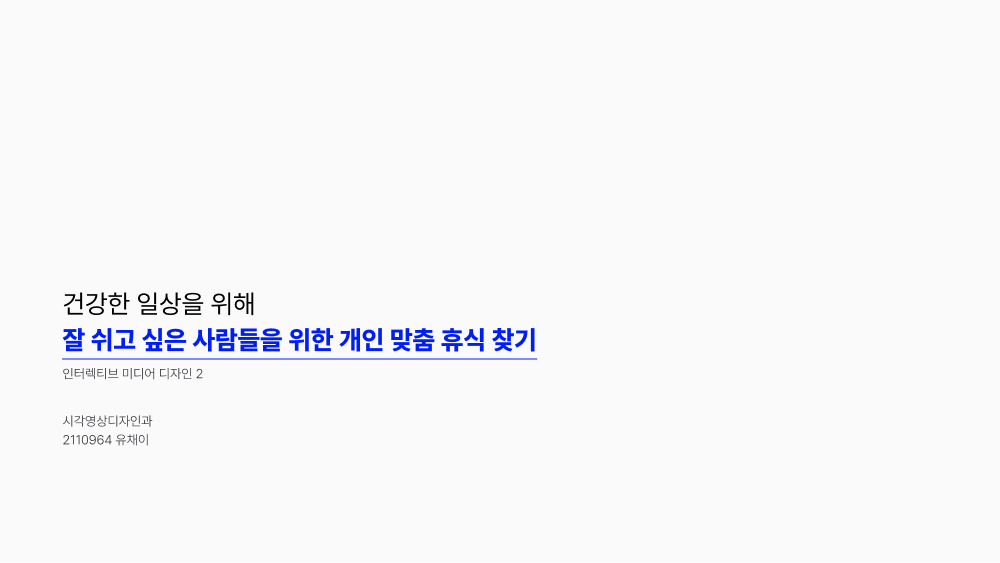 건강한 일상을 위해
잘 쉬고 싶은 사람들을 위한 개인 맞춤 휴식 찾기
인터렉티브 미디어 디자인 2
시각영상디자인과
2110964 유채이